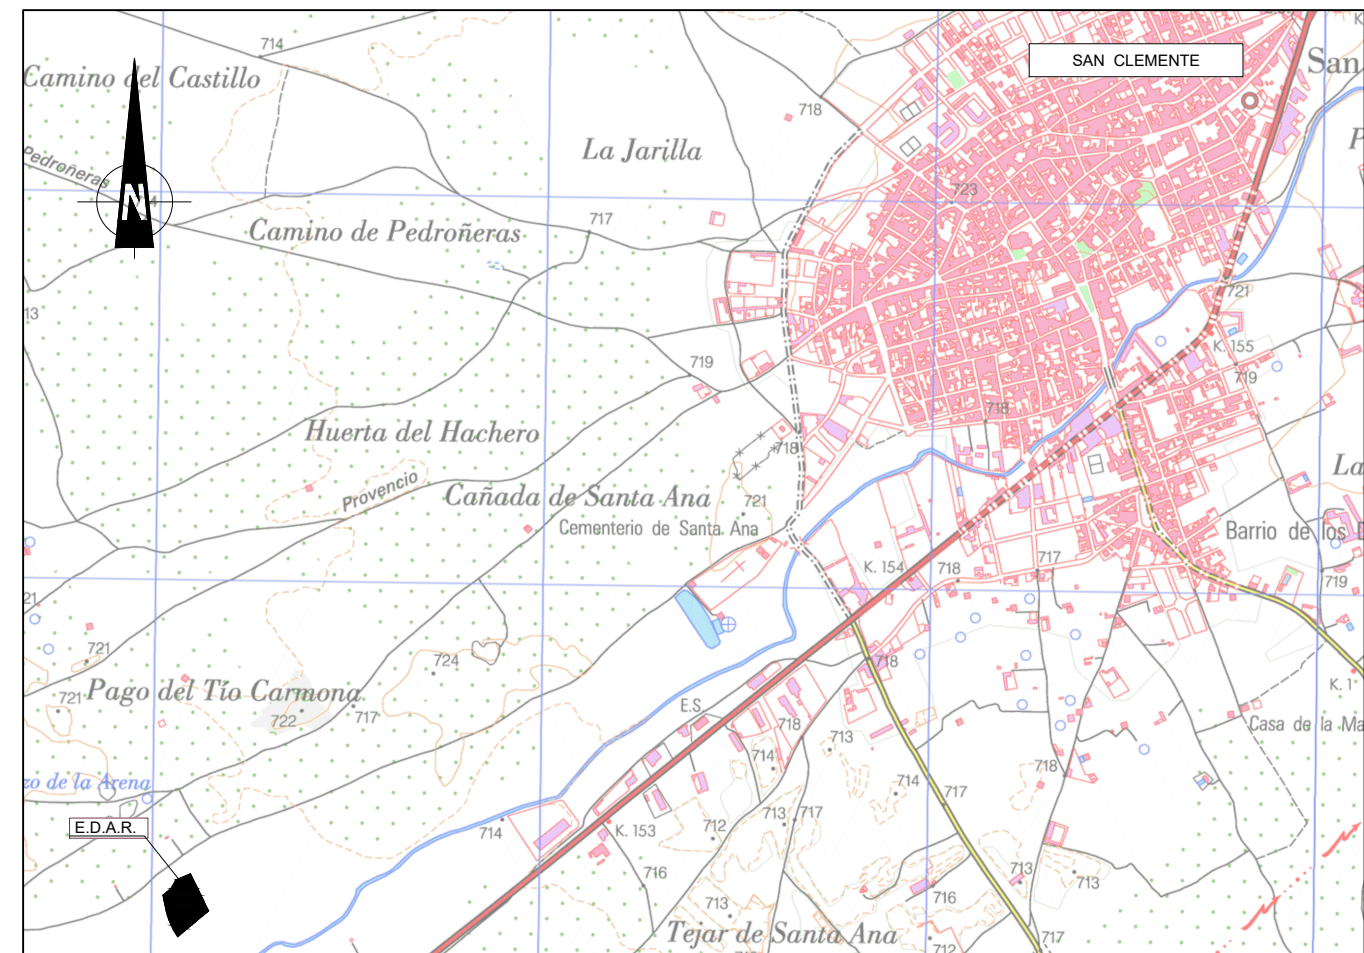 714
Camino del Castillo
SAN CLEMENTE
San
718
La Jarilla
Pedroñeras
N
4
723
717
Camino de Pedroñeras
721
13
K. 155
719
719
718
Huerta del Hachero
718
La
Provencio
Cañada de Santa Ana
721
Cementerio de Santa Ana
Barrio de los
K. 154
718
717
719
21
721
724
718
K. 1
Pago del Tío Carmona
721
722
717
E.S.
718
Casa de la Ma
713
714
718
zo de la Arena
714
717
E.D.A.R.
714
K. 153
712
713
717
716
713
713
716
713
Tejar de Santa Ana
717
712